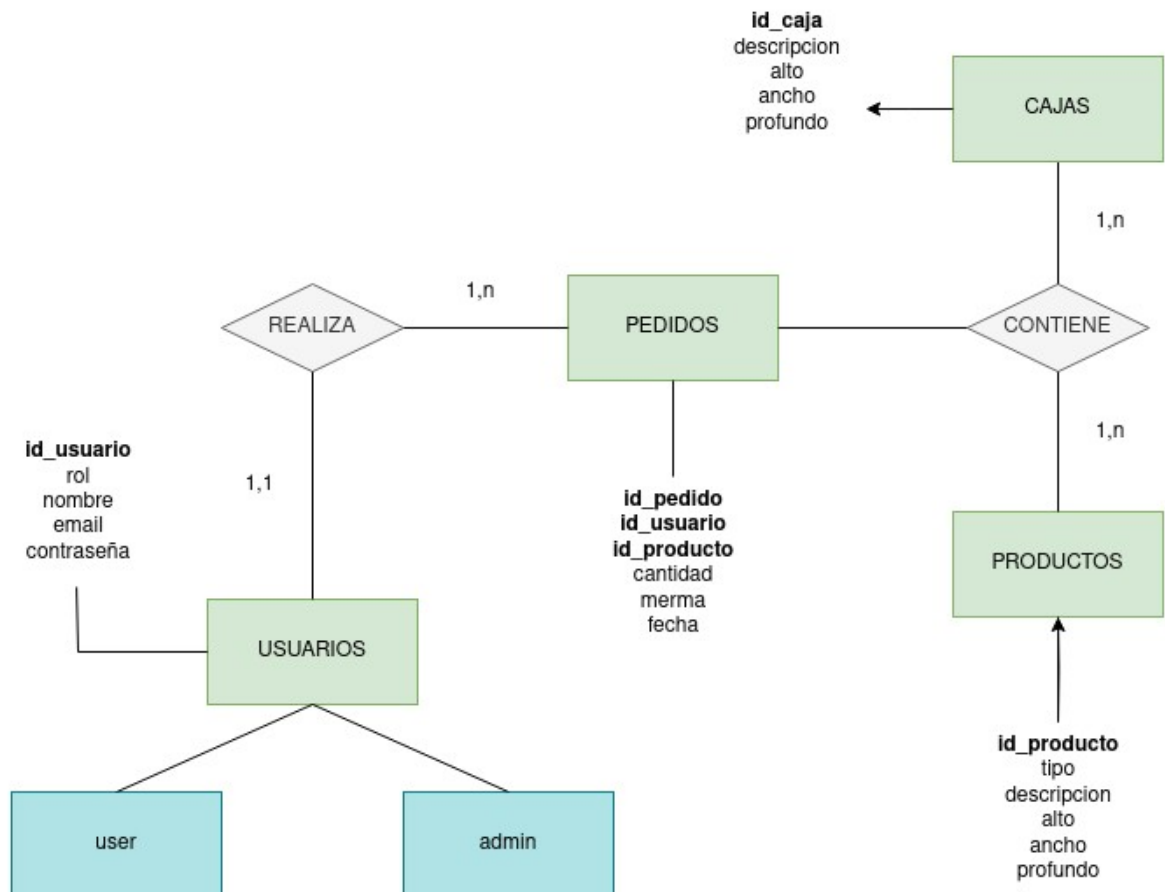 id_caja
descripcion
alto
ancho
profundo
CAJAS
1,n
1,n
REALIZA
PEDIDOS
CONTIENE
1,n
id_usuario
rol
nombre
email
contraseña
1,1
id_pedido
id_usuario
id_producto
cantidad
merma
fecha
PRODUCTOS
USUARIOS
id_producto
tipo
descripcion
alto
ancho
profundo
user
admin